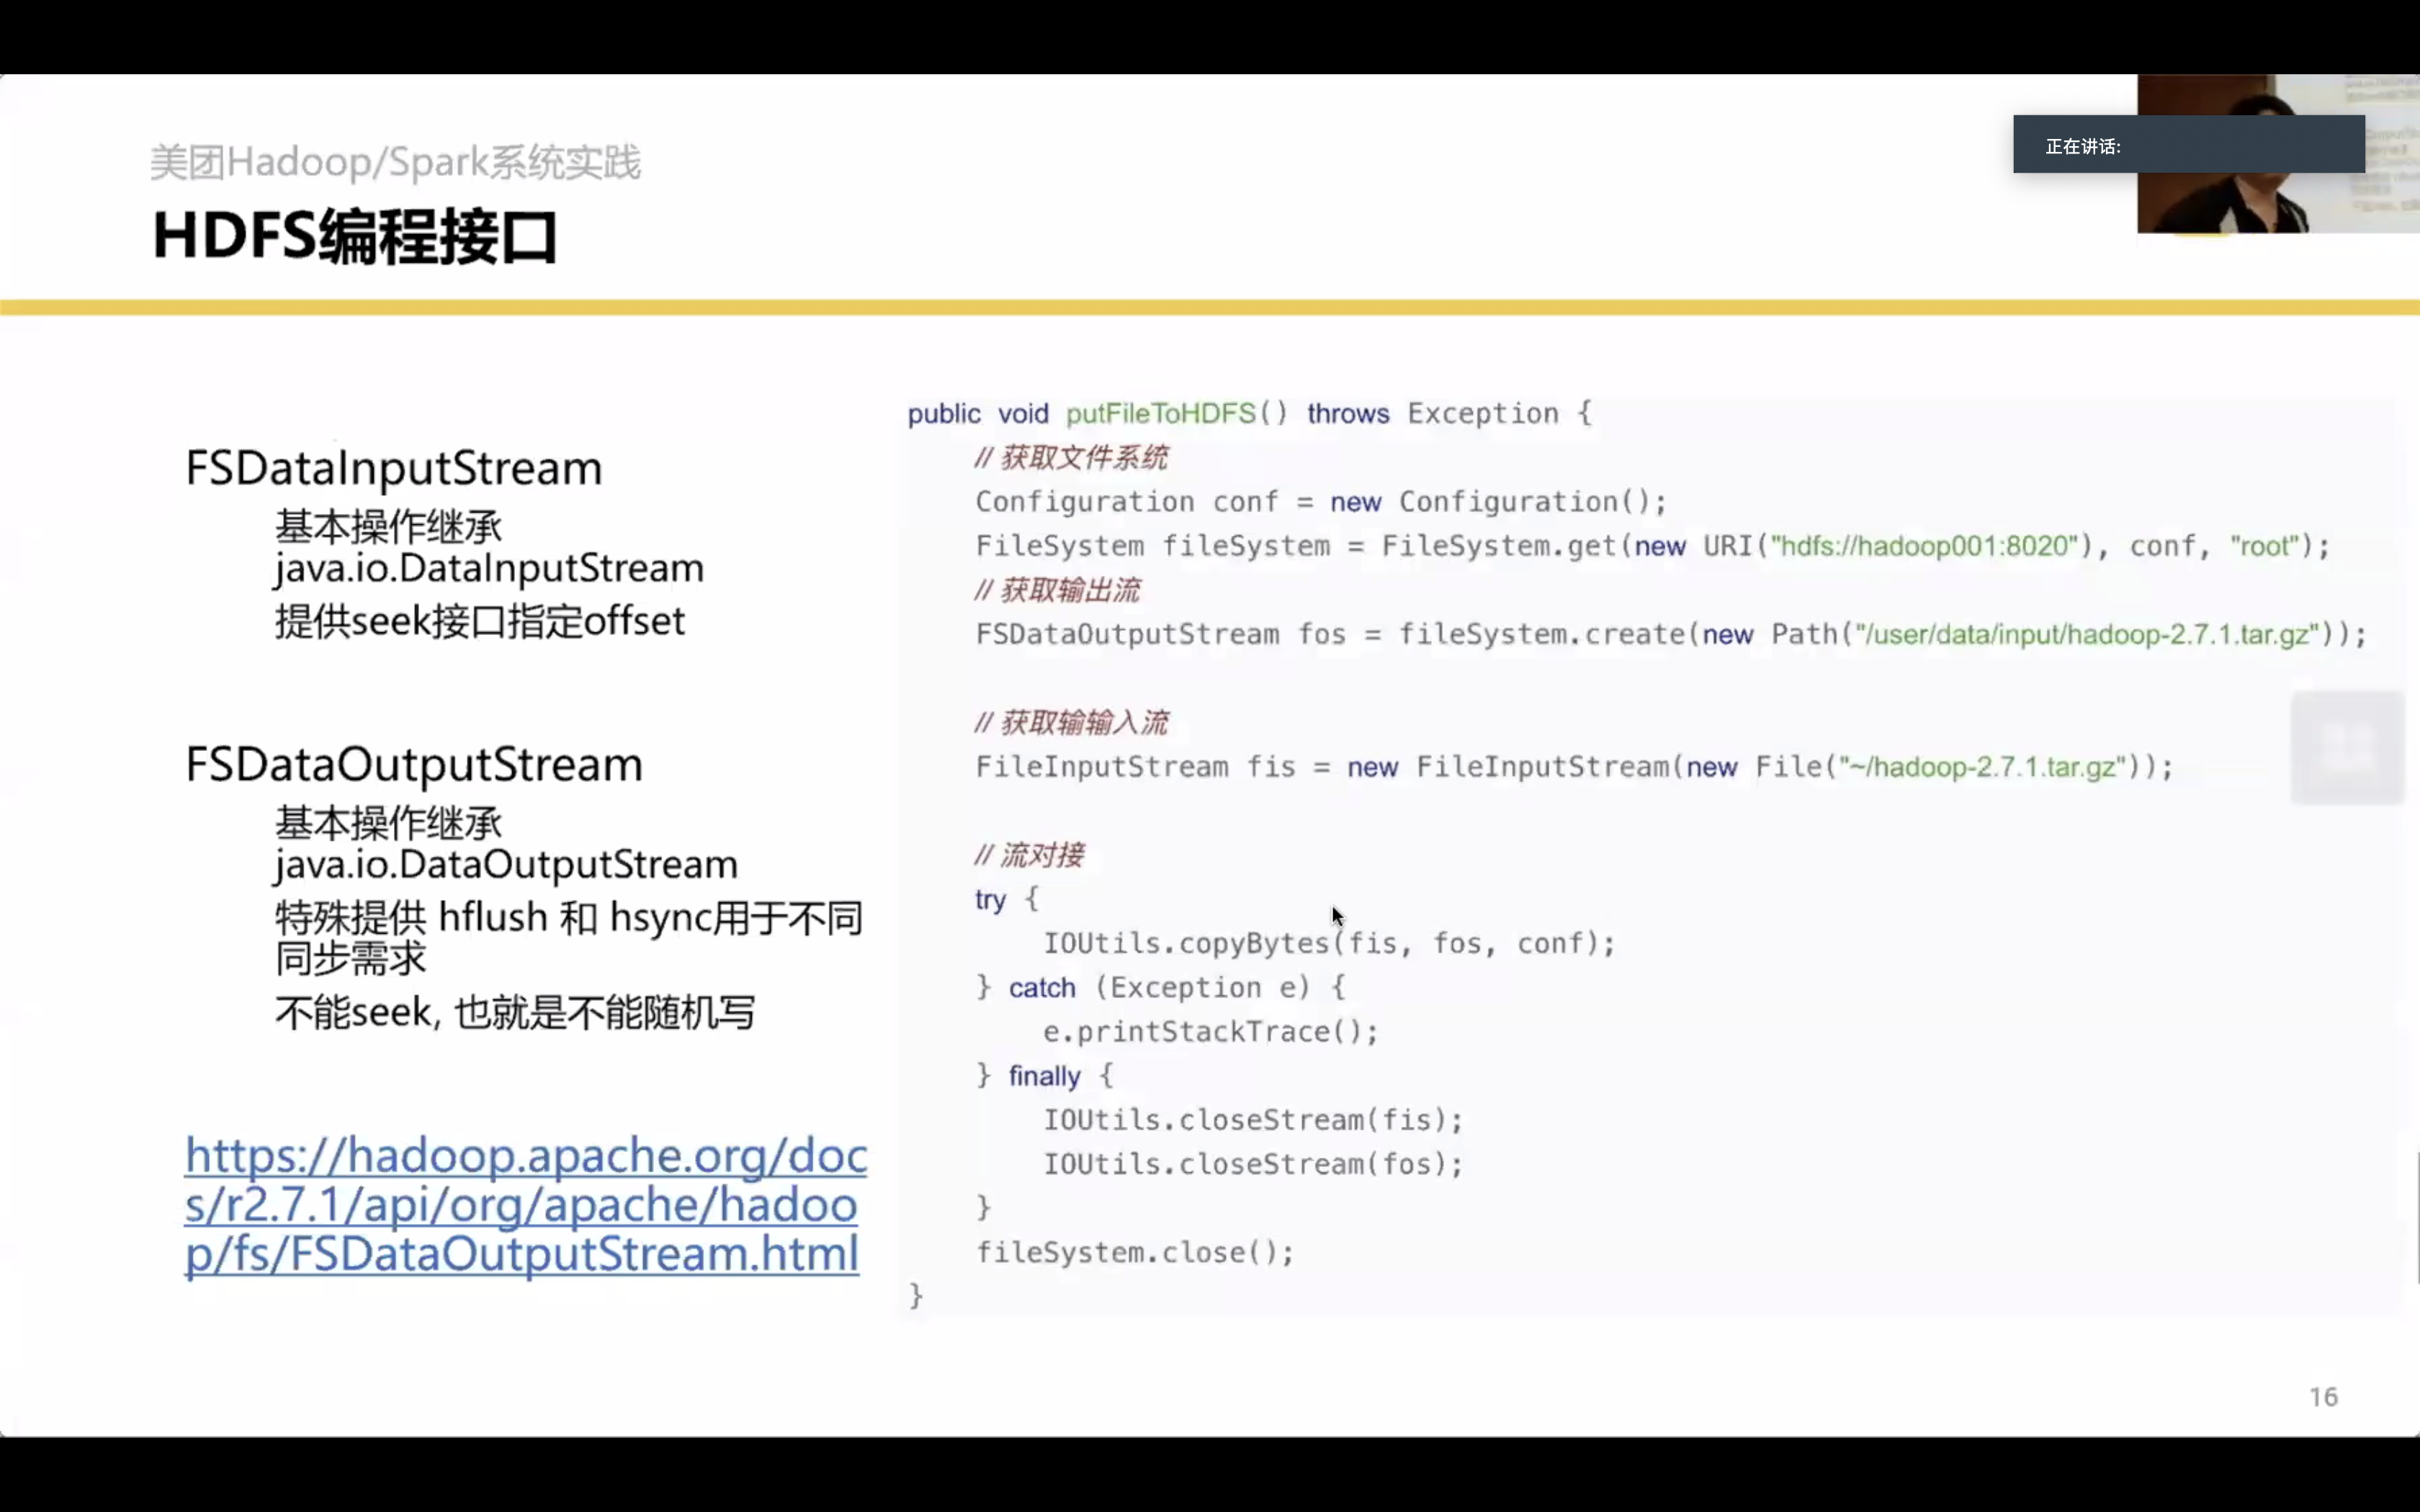 美团Hadoop/Spark系统实践
HDFS编程接口
正在讲话:
FSDataInputStream
基本操作继承
java.io.DataInputStream
提供seek接口指定offset
FSDataOutputStream
基本操作继承
java.io.DataOutputStream
特殊提供 hflush 和 hsync用于不同
同步需求
不能seek, 也就是不能随机写
https://hadoop.apache.org/doc
s/r2.7.1/api/org/apache/hadoo
p/fs/FSDataOutputStream.html
public void putFileToHDFS() throws Exception {
// 获取文件系统
Configuration conf = new Configuration();
FileSystem fileSystem = FileSystem.get(new URI("hdfs://hadoop001:8020"), conf, "root");
// 获取输出流
FSDataOutputStream fos = fileSystem.create(new Path("/user/data/input/hadoop-2.7.1.tar.gz"));
// 获取输输入流
FileInputStream fis = new FileInputStream(new File("~/hadoop-2.7.1.tar.gz"));
// 流对接
try {
IOUtils.copyBytes(fis, fos, conf);
} catch (Exception e) {
e.printStackTrace();
} finally {
IOUtils.closeStream(fis);
IOUtils.closeStream(fos);
}
fileSystem.close();
}
16